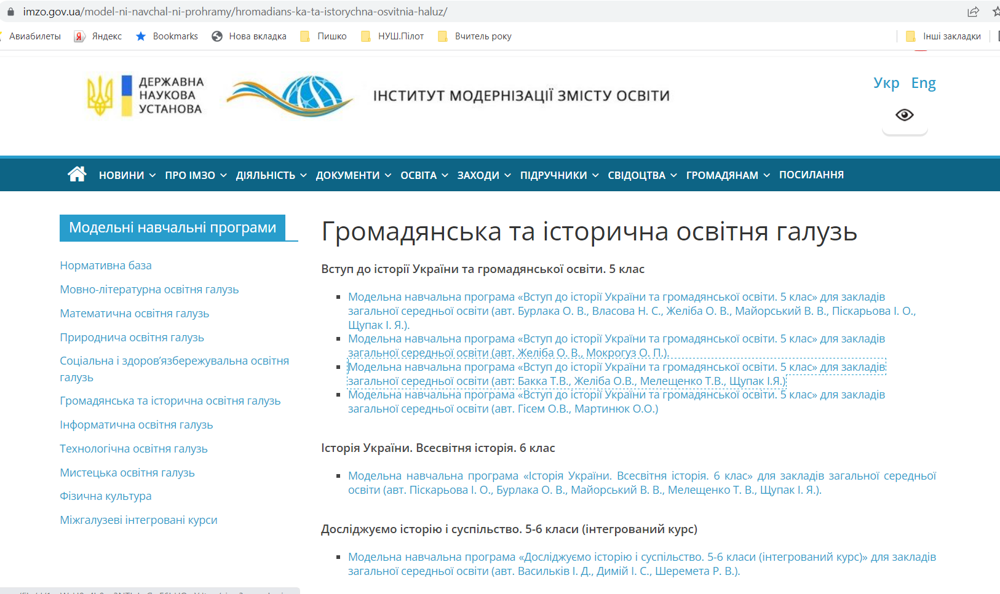 imzo.gov.ua/model-ni-navchal-ni-prohramy/hromadians-ka-ta-istorychna-osvitnia-haluz/
Авиабилеты Яндекс Bookmarks Нова вкладка Пишко НУШ.Пілот Вчитель року Інші закладки
ДЕРЖАВНА
НАУКОВА
УСТАНОВА
ІНСТИТУТ МОДЕРНІЗАЦІЇ ЗМІСТУ ОСВІТИ
Укр Eng
НОВИНИ ПРО ІМЗО ДІЯЛЬНІСТЬ ДОКУМЕНТИ ОСВІТА ЗАХОДИ ПІДРУЧНИКИ СВІДОЦТВА ГРОМАДЯНАМ ПОСИЛАННЯ
Модельні навчальні програми
Нормативна база
Мовно-літературна освітня галузь
Математична освітня галузь
Природнича освітня галузь
Соціальна і здоров’язбережувальна освітня
галузь
Громадянська та історична освітня галузь
Інформатична освітня галузь
Технологічна освітня галузь
Мистецька освітня галузь
Фізична культура
Міжгалузеві інтегровані курси
Громадянська та історична освітня галузь
Вступ до історії України та громадянської освіти. 5 клас
Модельна навчальна програма «Вступ до історії України та громадянської освіти. 5 клас» для закладів
загальної середньої освіти (авт. Бурлака О. В., Власова Н. С., Желіба О. В., Майорський В. В., Піскарьова І. О.,
Щупак І. Я.).
Модельна навчальна програма «Вступ до історії України та громадянської освіти. 5 клас» для закладів
загальної середньої освіти (авт. Желіба О. В., Мокрогуз О. П.).
Модельна навчальна програма «Вступ до історії України та громадянської освіти. 5 клас» для закладів
загальної середньої освіти (авт: Бакка Т.В., Желіба О.В., Мелещенко Т.В., Щупак І.Я.)
Модельна навчальна програма «Вступ до історії України та громадянської освіти. 5 клас» для закладів
загальної середньої освіти (авт. Гісем О.В., Мартинюк О.О.)
Історія України. Всесвітня історія. 6 клас
Модельна навчальна програма «Історія України. Всесвітня історія. 6 клас» для закладів загальної середньої
освіти (авт. Піскарьова І. О., Бурлака О. В., Майорський В. В., Мелещенко Т. В., Щупак І. Я.).
Досліджуємо історію і суспільство. 5-6 класи (інтегрований курс)
Модельна навчальна програма «Досліджуємо історію і суспільство. 5-6 класи (інтегрований курс)» для закладів
загальної середньої освіти (авт. Васильків І. Д., Димій І. С., Шеремета Р. В.).